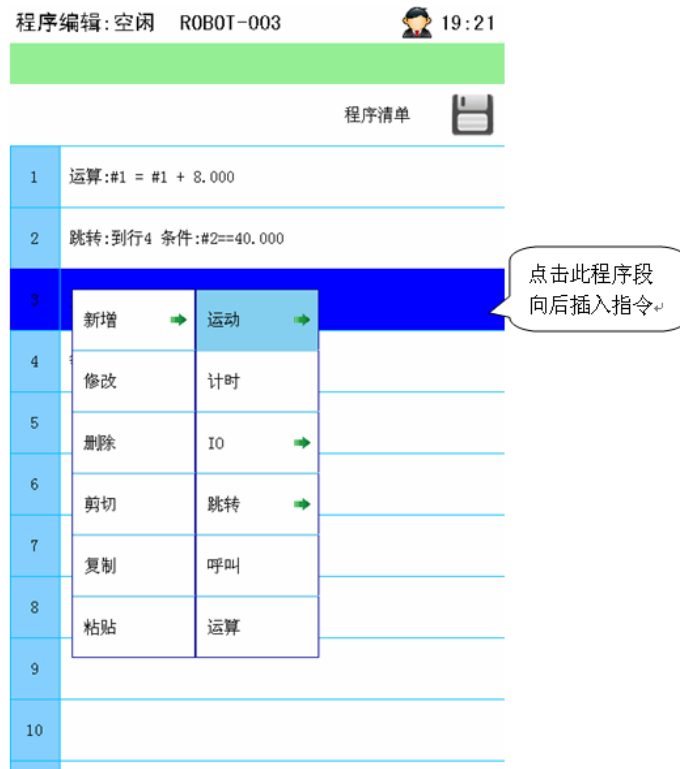 程序编辑:空闲 ROBOT-003 19:21
程序清单
1 运算:#1 = #1 + 8.000
2 跳转:到行4 条件:#2==40.000
点击此程序段
向后插入指令
3
新增 运动
4
修改 计时
5
删除 IO
6
剪切 跳转
7
复制 呼叫
8
粘贴 运算
9
10